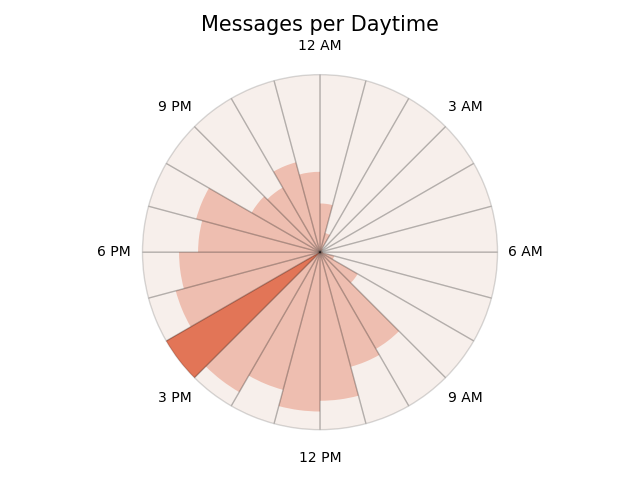 Messages per Daytime
12 AM
9 PM
3 AM
6 PM
6 AM
3 PM
9 AM
12 PM